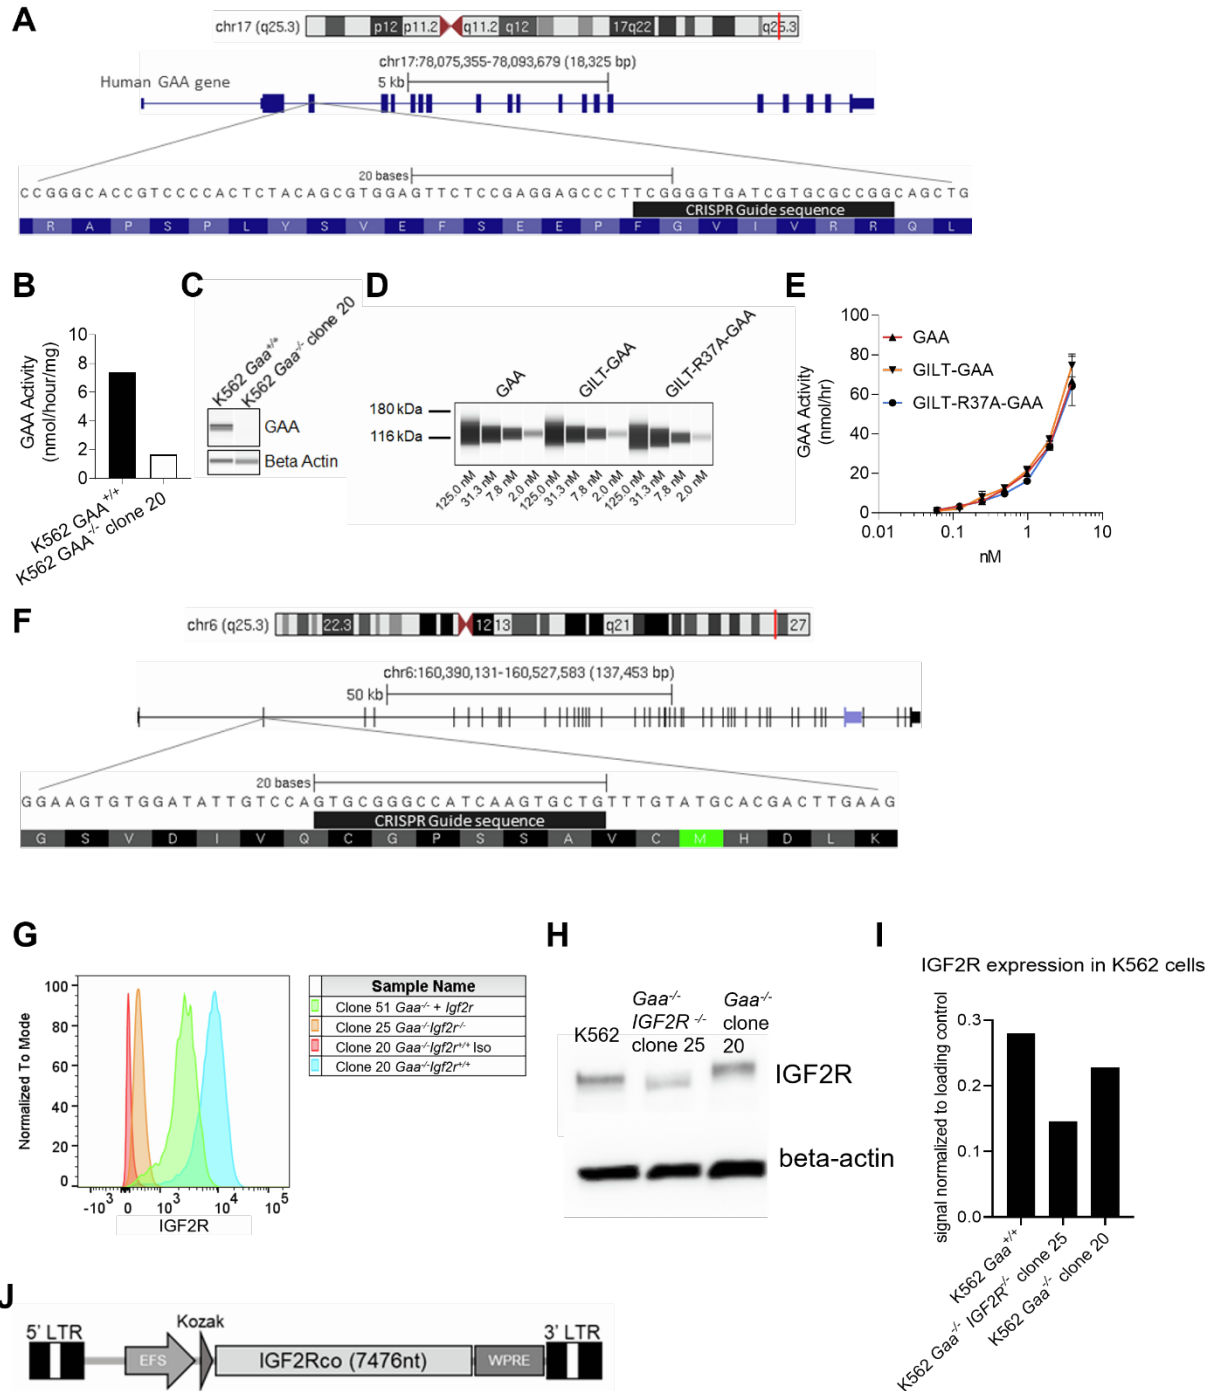 A
chr17 (q25.3)
p12 p11.2 q11.2 q12 17q22 q25.3
chr17:78,075,355-78,093,679 (18,325 bp)
5 kb
Human GAA gene
20 bases
C C G G G C A C C G T C C C C A C T C T A C A G C G T G G A G T T C T C C G A G G A G C C C T T C G G G G T G A T C G T G C G C C G G C A G C T G
CRISPR Guide sequence
R A P S P L Y S V E F S E E P F G V I V R R Q L
B
GAA Activity
(nmol/hour/mg)
10
8
6
4
2
0
K562 GAA+/+
K562 GAA-/- clone 20
C
K562 Gaa+/+
K562 Gaa-/- clone 20
GAA
Beta Actin
D
GAA
GILT-GAA
GILT-R37A-GAA
180 kDa
116 kDa
125.0 nM 31.3 nM 7.8 nM 2.0 nM 125.0 nM 31.3 nM 7.8 nM 2.0 nM 125.0 nM 31.3 nM 7.8 nM 2.0 nM
E
GAA Activity
(nmol/hr)
100
80
60
40
20
0
GAA
GILT-GAA
GILT-R37A-GAA
0.01 0.1 1 10
nM
F
chr6 (q25.3)
22.3 12 13 q21 27
chr6:160,390,131-160,527,583 (137,453 bp)
50 kb
20 bases
G G A A G T G T G G A T A T T G T C C A G T G C G G G C C A T C A A G T G C T G T T T G T A T G C A C G A C T T G A A G
CRISPR Guide sequence
G S V D I V Q C G P S S A V C M H D L K
G
Normalized To Mode
100
80
60
40
20
0
-10³ 0 10³ 10⁴ 10⁵
IGF2R
Sample Name
Clone 51 Gaa-/- + Igf2r
Clone 25 Gaa-/-Igf2r-/-
Clone 20 Gaa-/-Igf2r+/+ Iso
Clone 20 Gaa-/-Igf2r+/+
H
K562
Gaa-/-
IGF2R -/-
clone 25
Gaa-/-
clone
20
IGF2R
beta-actin
I
IGF2R expression in K562 cells
signal normalized to loading control
0.3
0.2
0.1
0.0
K562 Gaa+/+
K562 Gaa-/- IGF2R-/- clone 25
K562 Gaa-/- clone 20
J
5' LTR
EFS
Kozak
IGF2Rco (7476nt)
WPRE
3' LTR